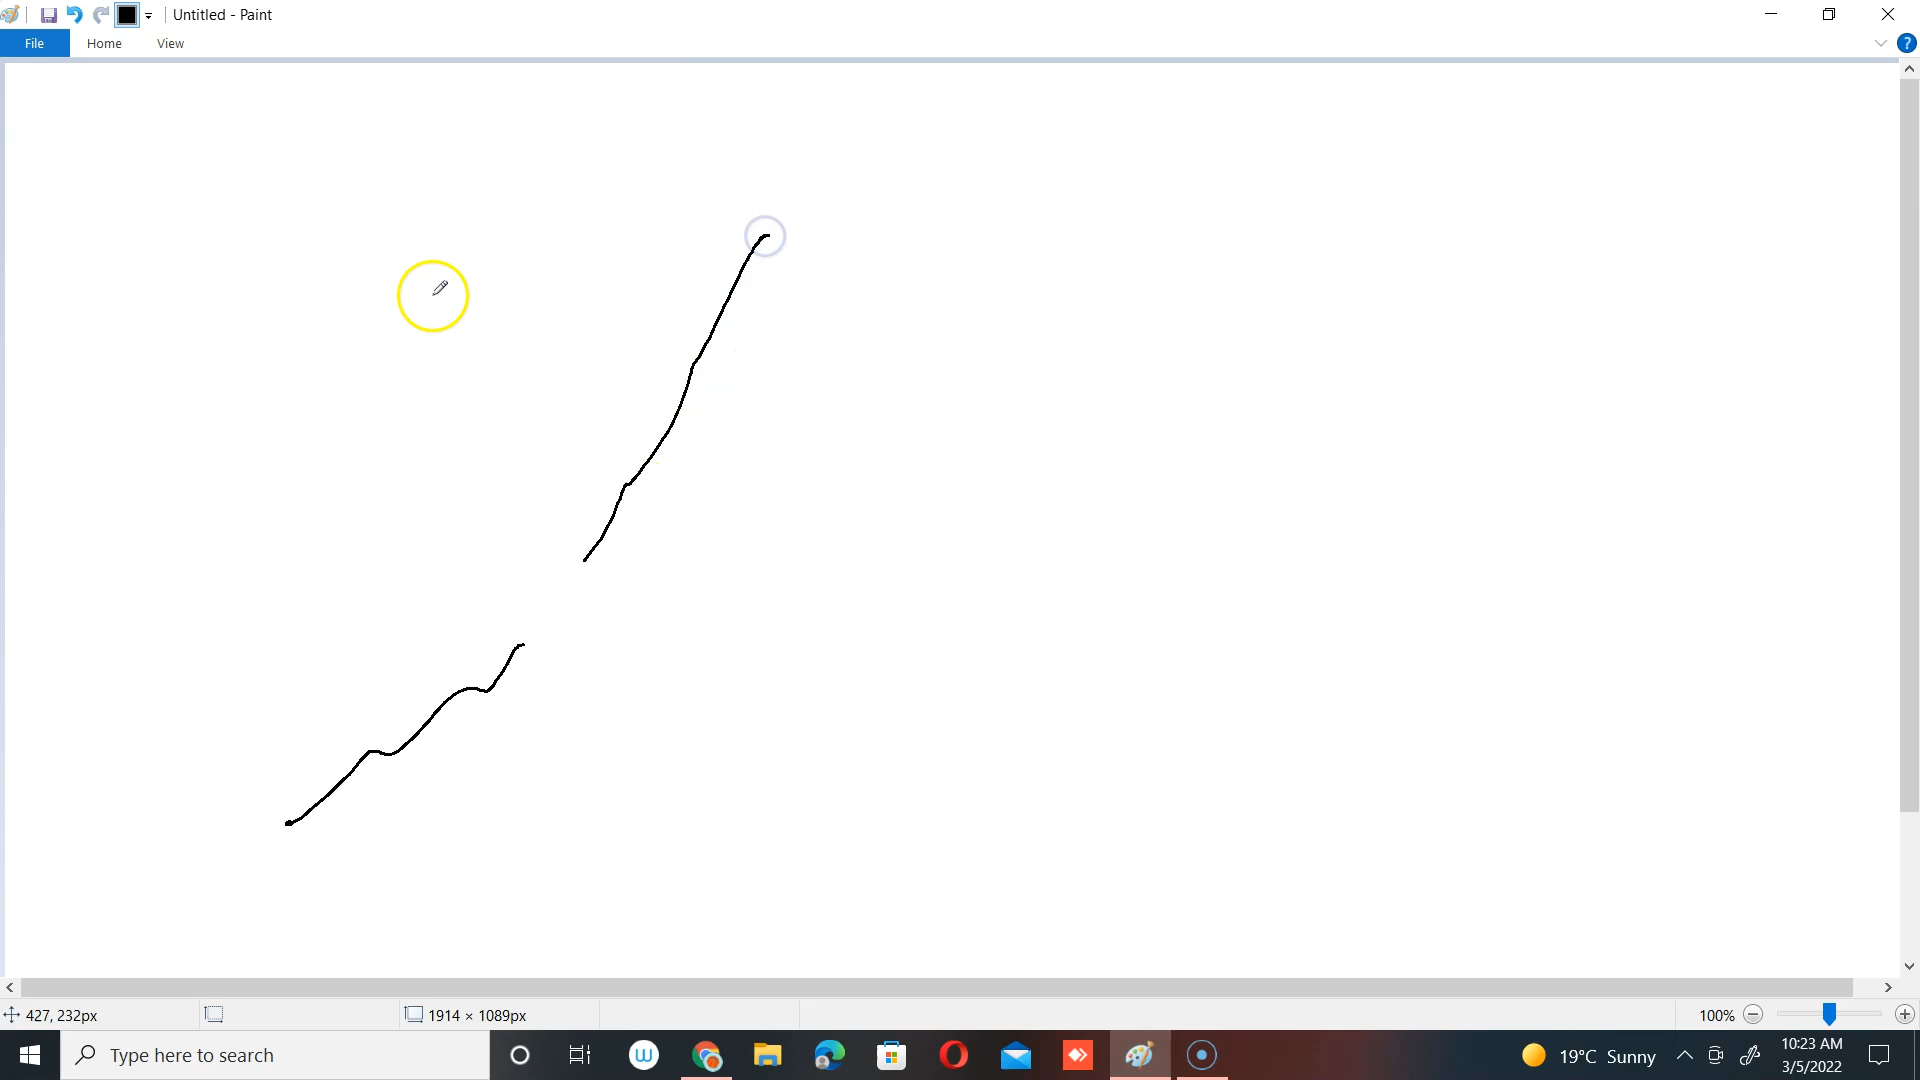 Untitled - Paint
File Home View
?
427, 232px
1914 × 1089px
100%
Type here to search
W
19°C Sunny
10:23 AM
3/5/2022